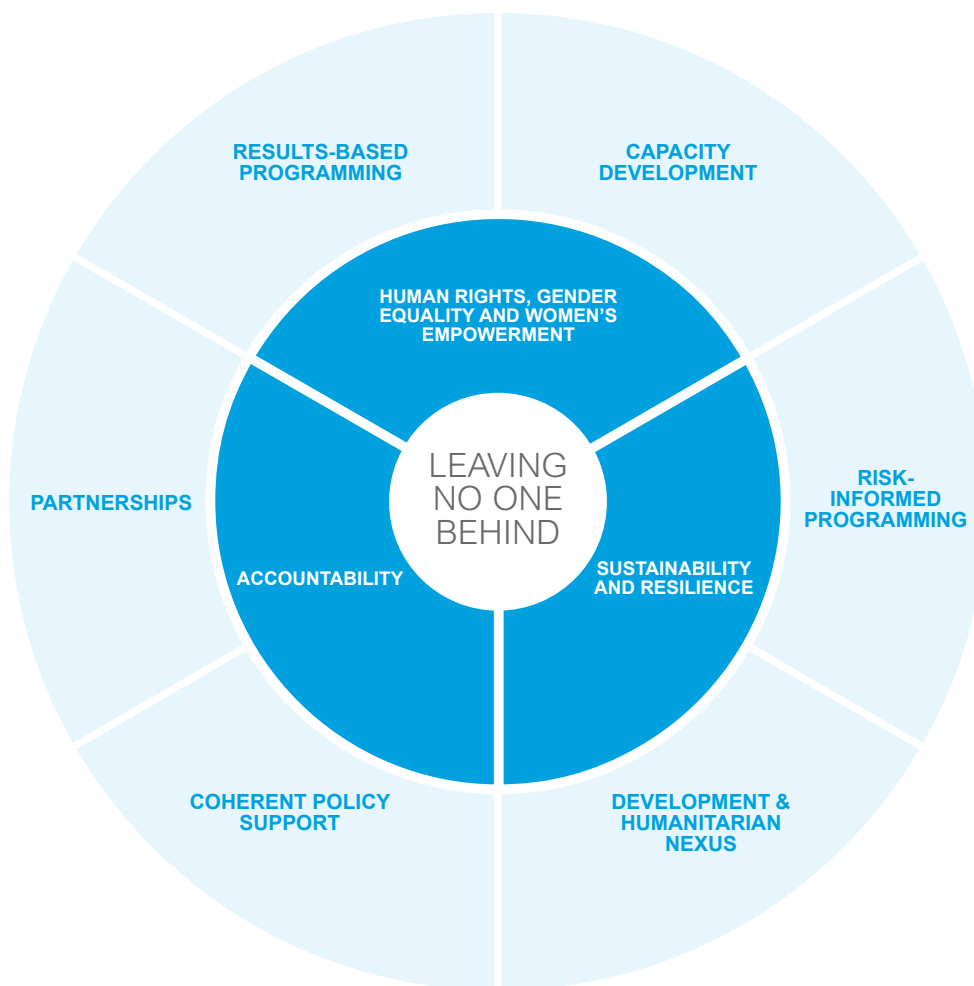 RESULTS-BASED
PROGRAMMING
CAPACITY
DEVELOPMENT
HUMAN RIGHTS, GENDER
EQUALITY AND WOMEN’S
EMPOWERMENT
LEAVING
NO ONE
BEHIND
PARTNERSHIPS
RISK-
INFORMED
PROGRAMMING
ACCOUNTABILITY
SUSTAINABILITY
AND RESILIENCE
COHERENT POLICY
SUPPORT
DEVELOPMENT &
HUMANITARIAN
NEXUS